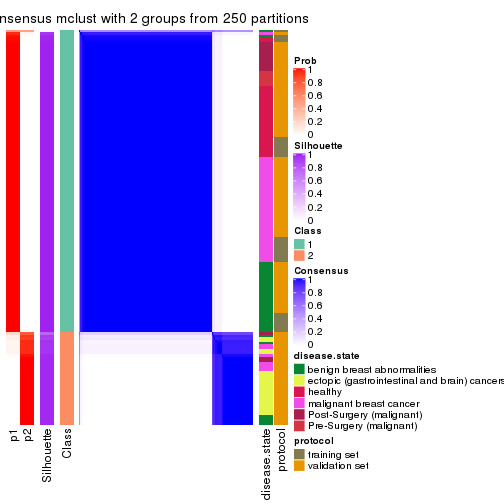 nsensus mclust with 2 groups from 250 partitions
Prob
1
0.8
0.6
0.4
0.2
0
Silhouette
1
0.8
0.6
0.4
0.2
0
Class
1
2
Consensus
1
0.8
0.6
0.4
0.2
0
disease.state
benign breast abnormalities
ectopic (gastrointestinal and brain) cancers
healthy
malignant breast cancer
Post-Surgery (malignant)
Pre-Surgery (malignant)
protocol
training set
validation set
p1
p2
Silhouette
Class
disease.state
protocol